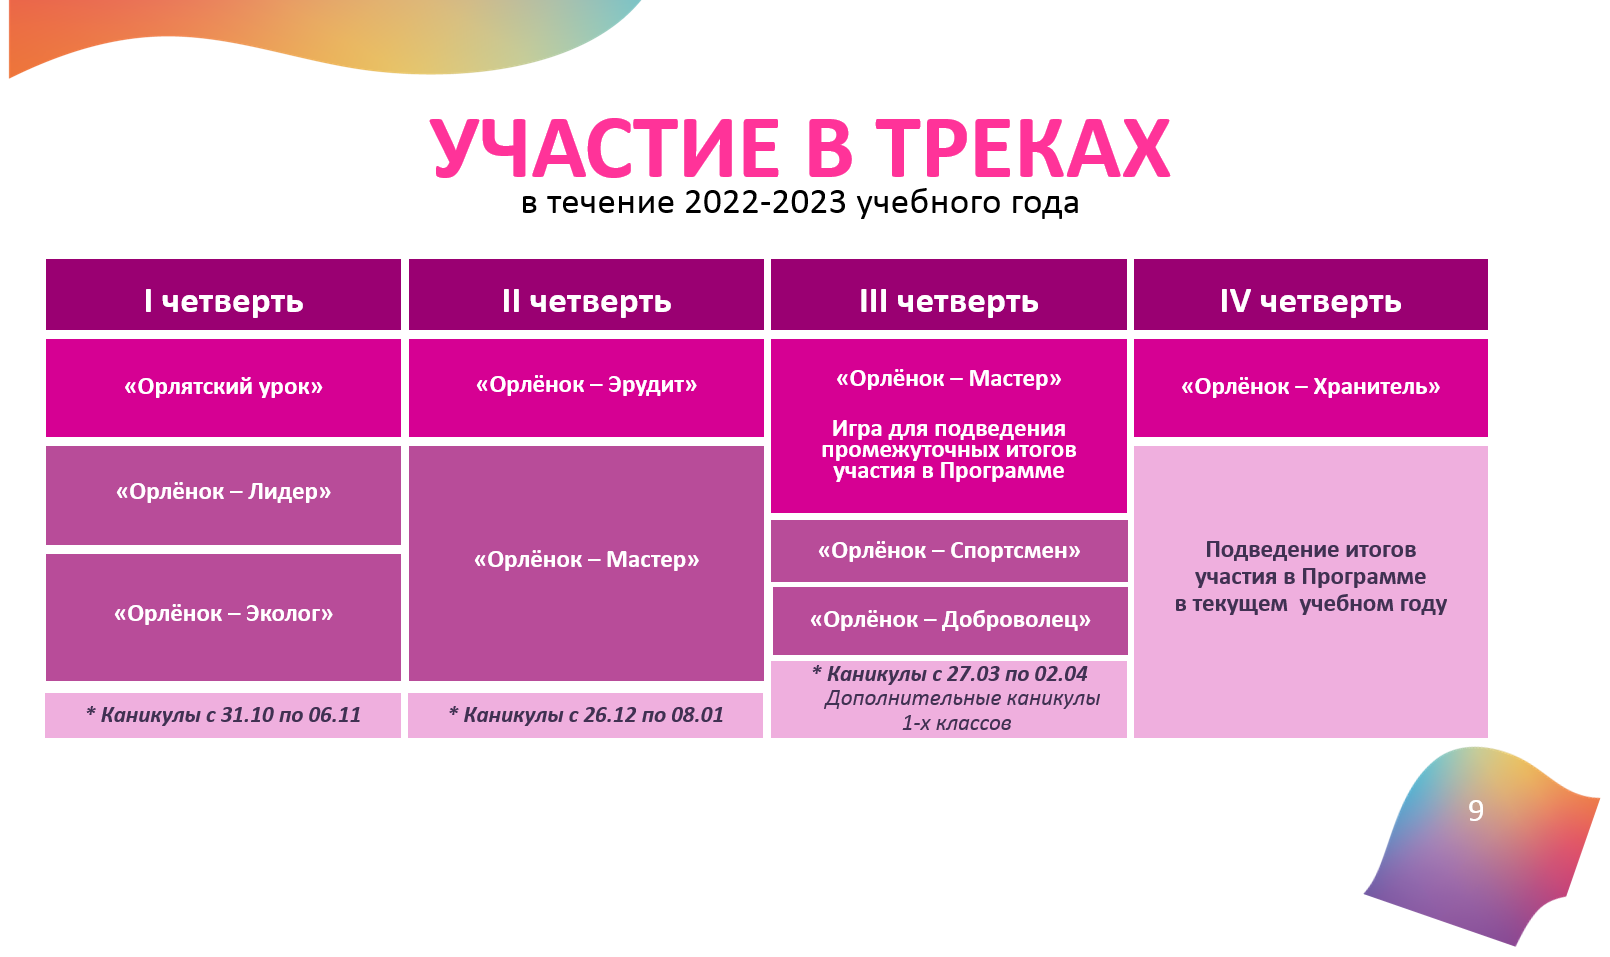 УЧАСТИЕ В ТРЕКАХ
в течение 2022-2023 учебного года
I четверть
«Орлятский урок»
«Орлёнок – Лидер»
«Орлёнок – Эколог»
* Каникулы с 31.10 по 06.11
II четверть
«Орлёнок – Эрудит»
«Орлёнок – Мастер»
* Каникулы с 26.12 по 08.01
III четверть
«Орлёнок – Мастер»
Игра для подведения
промежуточных итогов
участия в Программе
«Орлёнок – Спортсмен»
«Орлёнок – Доброволец»
* Каникулы с 27.03 по 02.04
Дополнительные каникулы
1-х классов
IV четверть
«Орлёнок – Хранитель»
Подведение итогов
участия в Программе
в текущем  учебном году
9